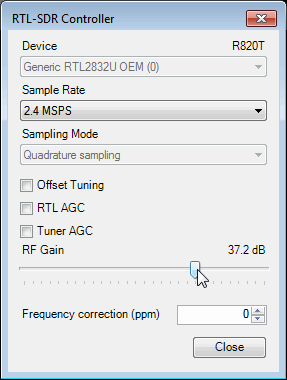 RTL-SDR Controller
Device R820T
Generic RTL2832U OEM (0)
Sample Rate
2.4 MSPS
Sampling Mode
Quadrature sampling
Offset Tuning
RTL AGC
Tuner AGC
RF Gain 37.2 dB
Frequency correction (ppm) 0
Close